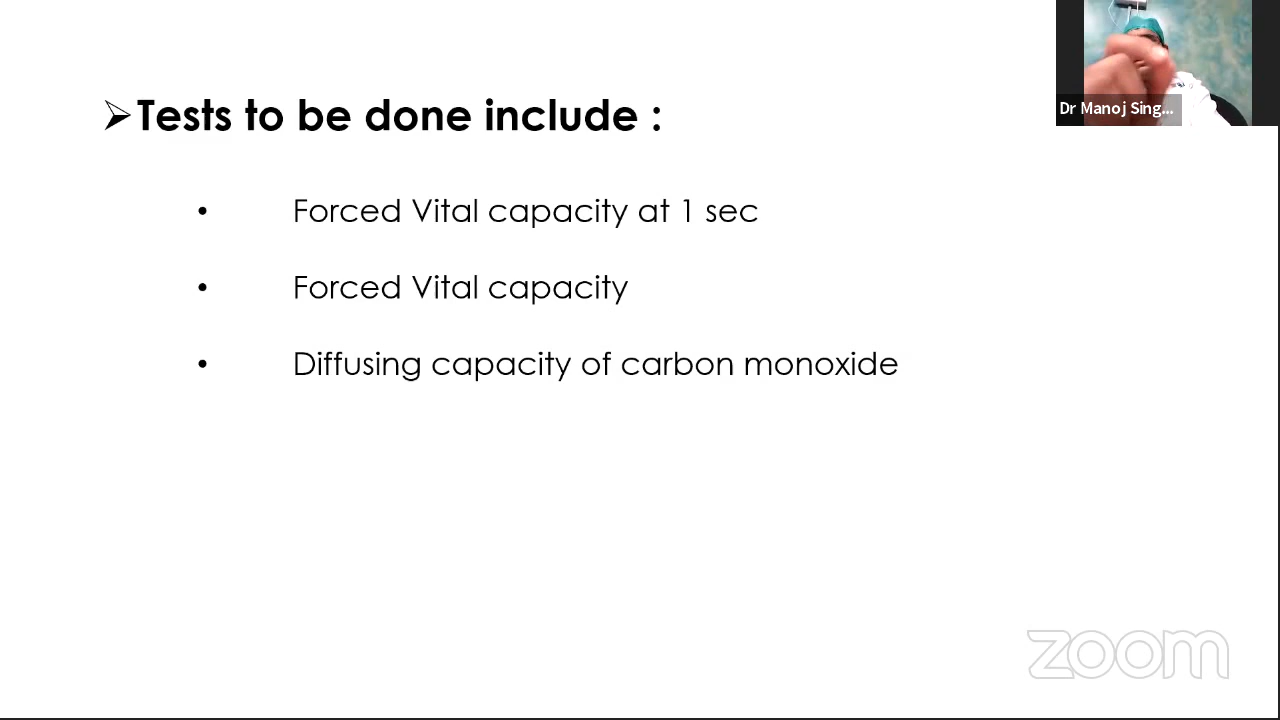 ➢Tests to be done include :
• Forced Vital capacity at 1 sec
• Forced Vital capacity
• Diffusing capacity of carbon monoxide
Dr Manoj Sing...
zoom